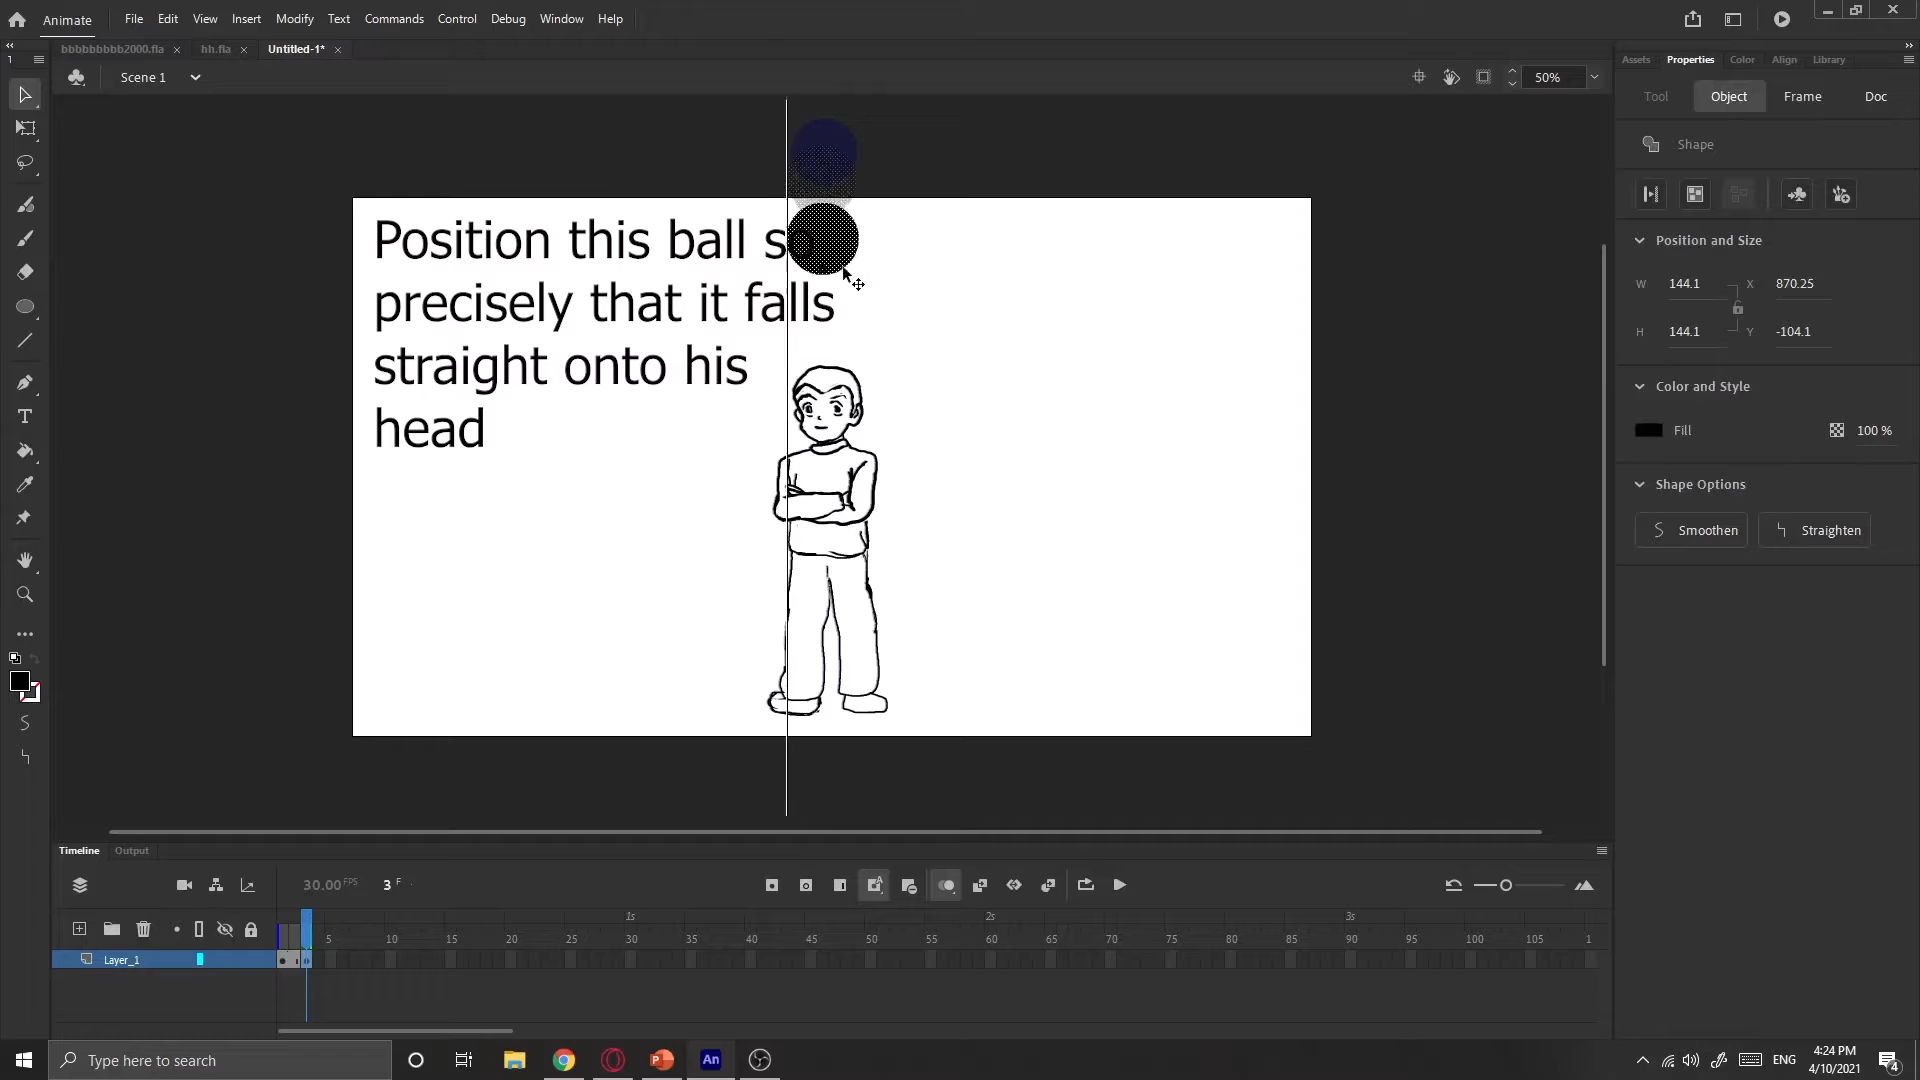 Animate File Edit View Insert Modify Text Commands Control Debug Window Help
bbbbbbbbb2000.fla × hh.fla × Untitled-1* ×
Assets Properties Color Align Library
Scene 1
50%
Tool Object Frame Doc
Shape
Position and Size
W 144.1 X 870.25
H 144.1 Y -104.1
Color and Style
Fill 100 %
Shape Options
Smoothen Straighten
Position this ball so
precisely that it falls
straight onto his
head
Timeline Output
30.00 FPS 3 F
1s 2s 3s
5 10 15 20 25 30 35 40 45 50 55 60 65 70 75 80 85 90 95 100 105 1
Layer_1
Type here to search
An
ENG
4:24 PM
4/10/2021
4